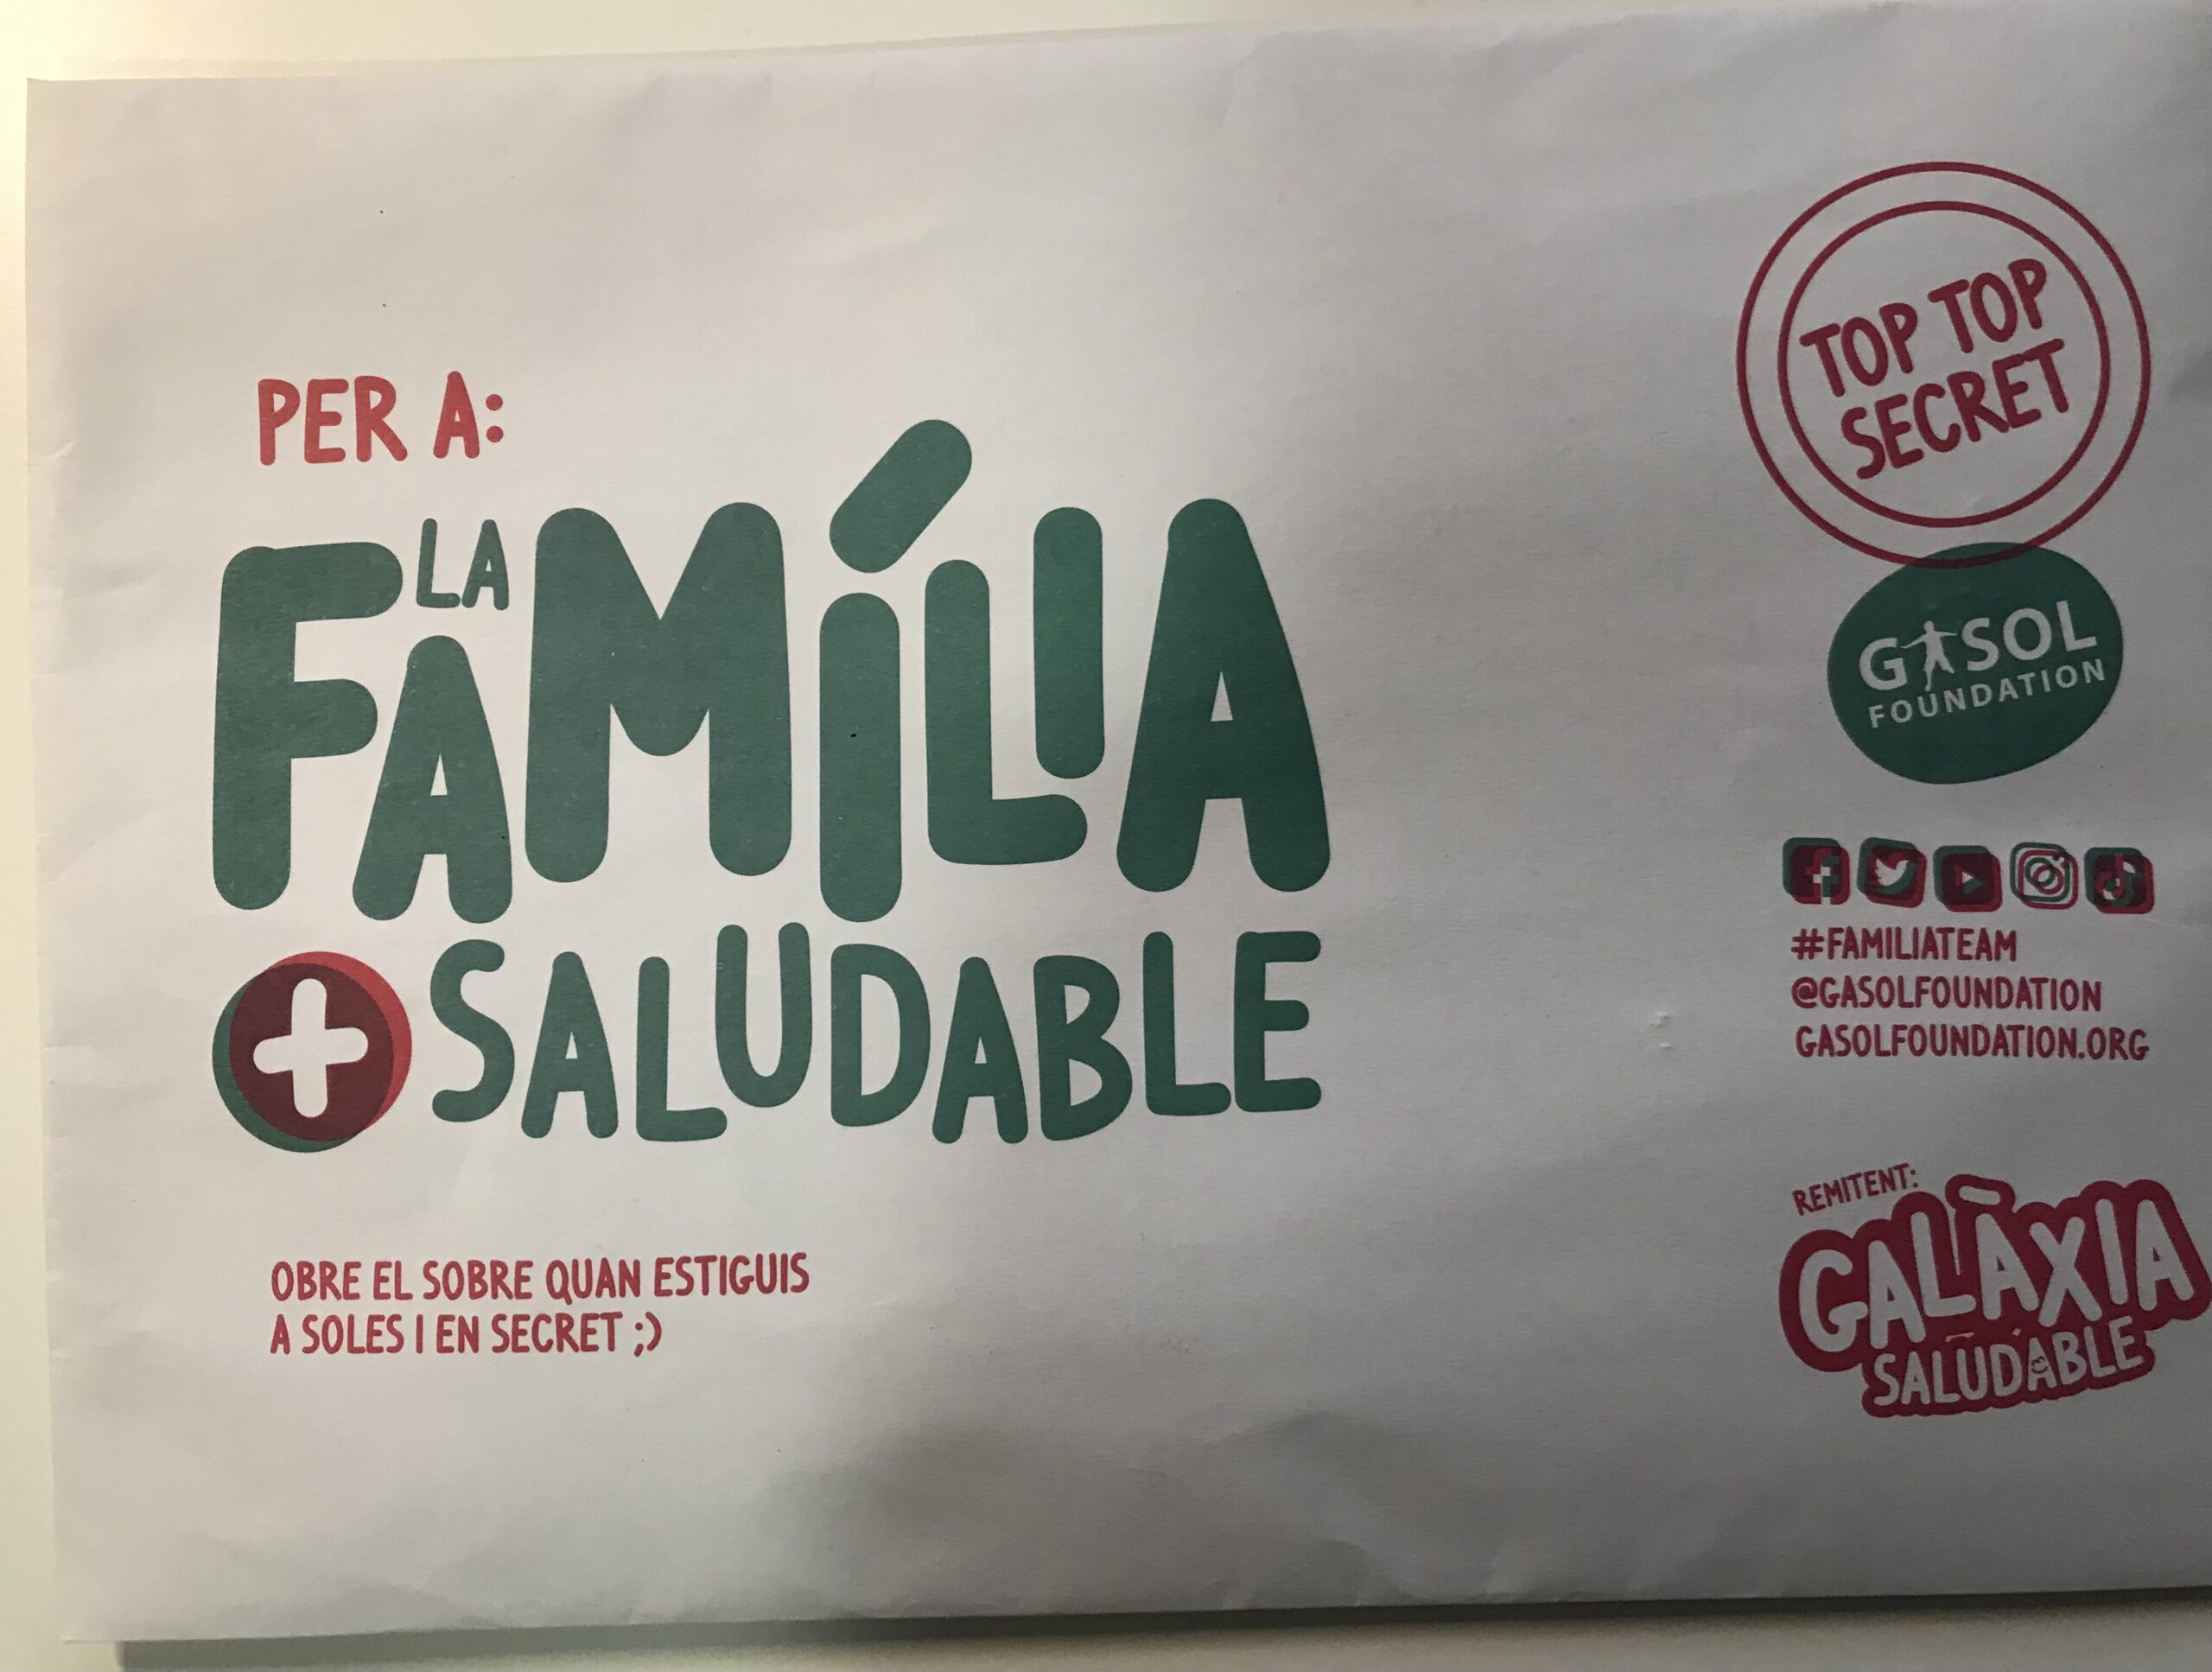 PER A:
LA
FAMÍLIA
+ SALUDABLE
OBRE EL SOBRE QUAN ESTIGUIS
A SOLES I EN SECRET ;)
TOP TOP
SECRET
GASOL
FOUNDATION
#FAMILIATEAM
@GASOLFOUNDATION
GASOLFOUNDATION.ORG
REMITENT:
GALÀXIA
SALUDABLE